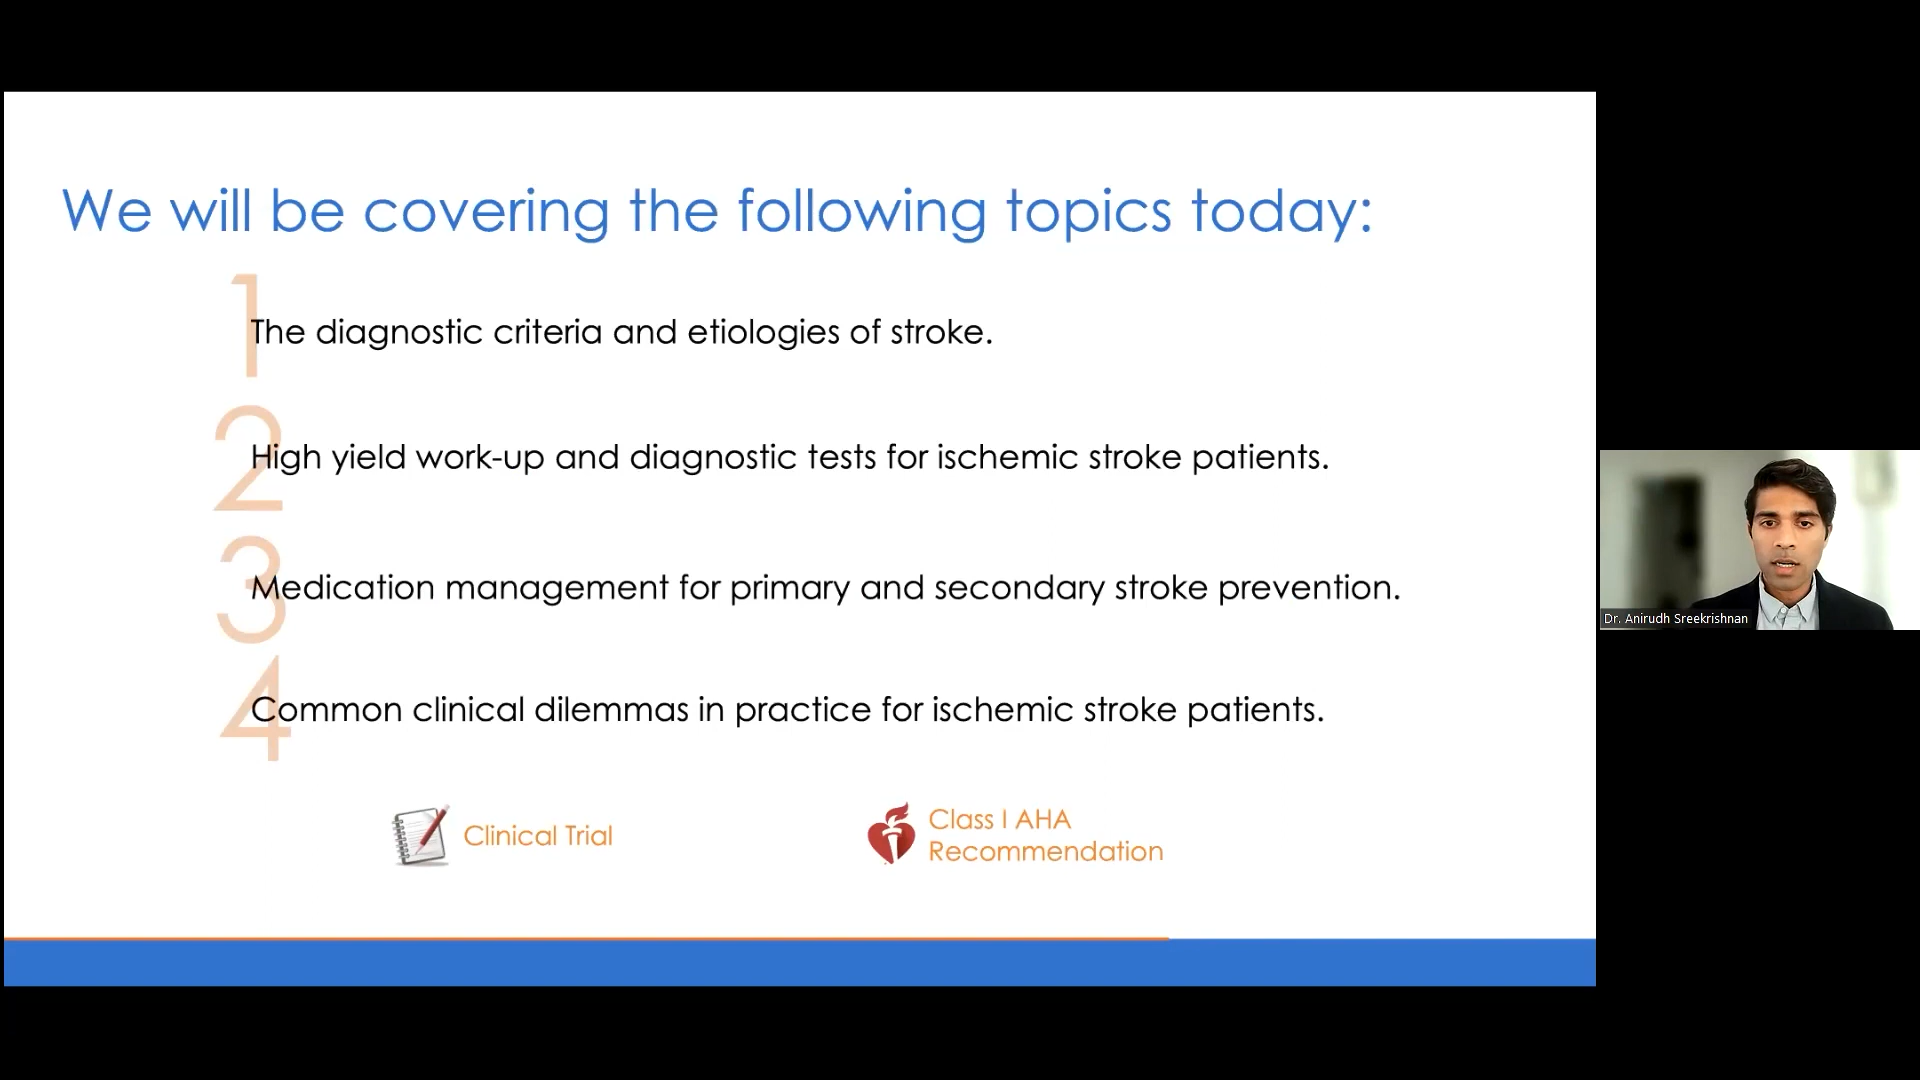 We will be covering the following topics today:
1
The diagnostic criteria and etiologies of stroke.
2
High yield work-up and diagnostic tests for ischemic stroke patients.
3
Medication management for primary and secondary stroke prevention.
4
Common clinical dilemmas in practice for ischemic stroke patients.
Clinical Trial
Class I AHA
Recommendation
Dr. Anirudh Sreekrishnan